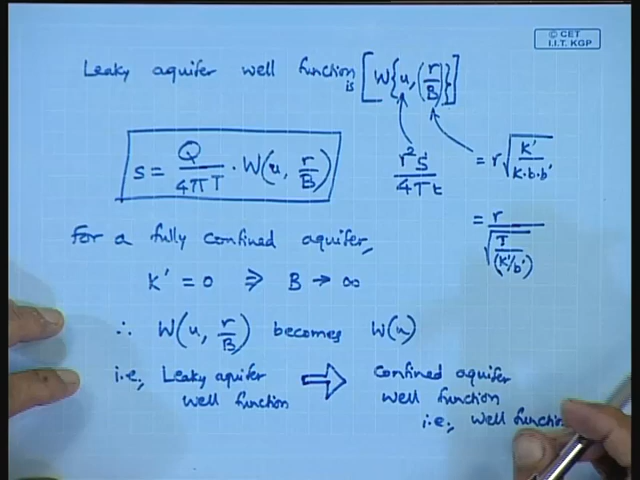 © CET
I.I.T. KGP
Leaky aquifer well function is [W{u, (r/B)}]
s = Q/4πT · W(u, r/B)
r²S/4Tt
= r√(K'/K·b·b')
= r/√(T/(K'/b'))
For a fully confined aquifer,
K' = 0 ⇒ B → ∞
∴ W(u, r/B) becomes W(u)
i.e., Leaky aquifer well function ⇒ Confined aquifer well function
i.e., well function